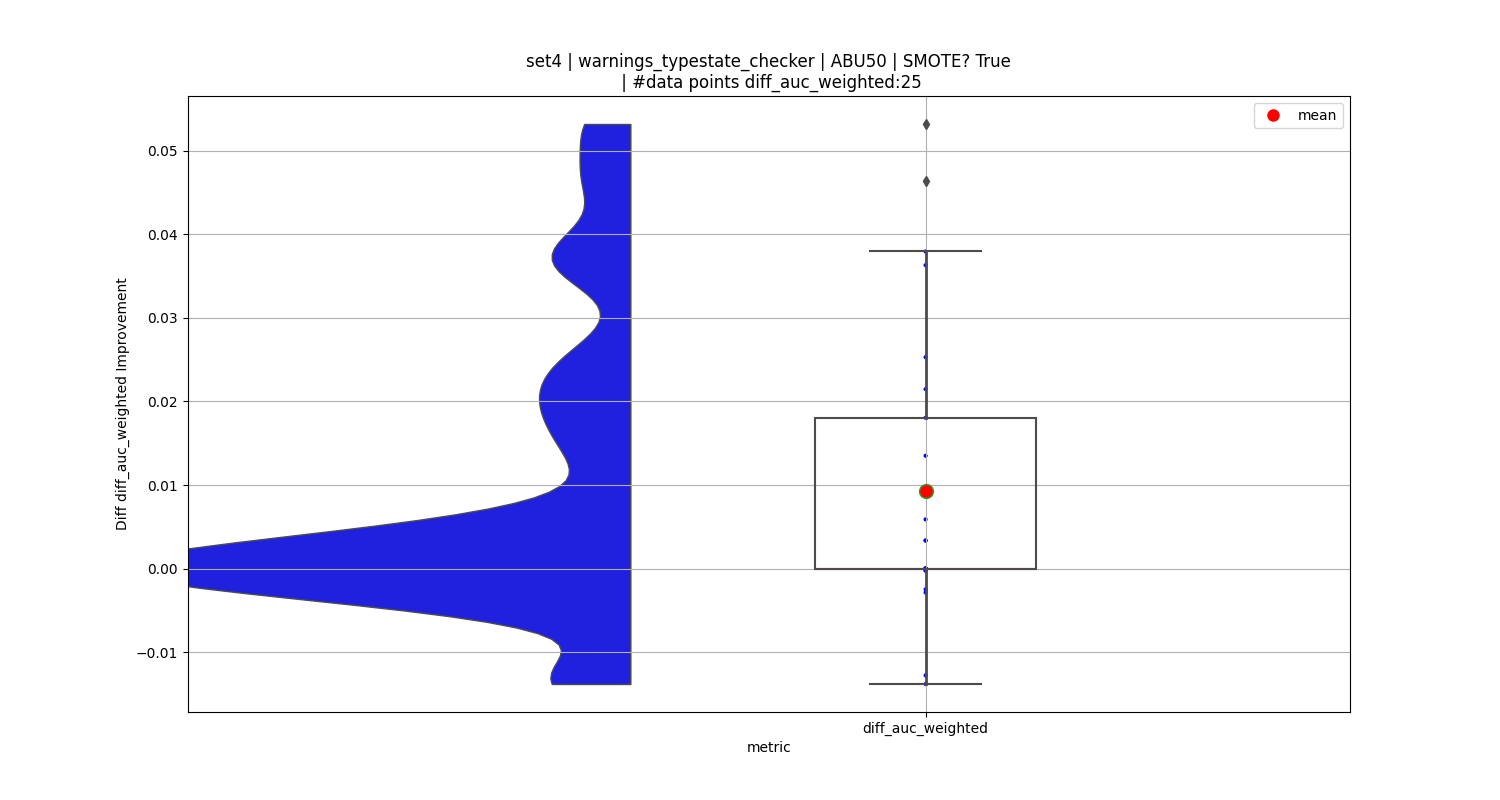 set4 | warnings_typestate_checker | ABU50 | SMOTE? True
| #data points diff_auc_weighted:25
mean
0.05
0.04
0.03
0.02
0.01
0.00
−0.01
Diff diff_auc_weighted Improvement
diff_auc_weighted
metric